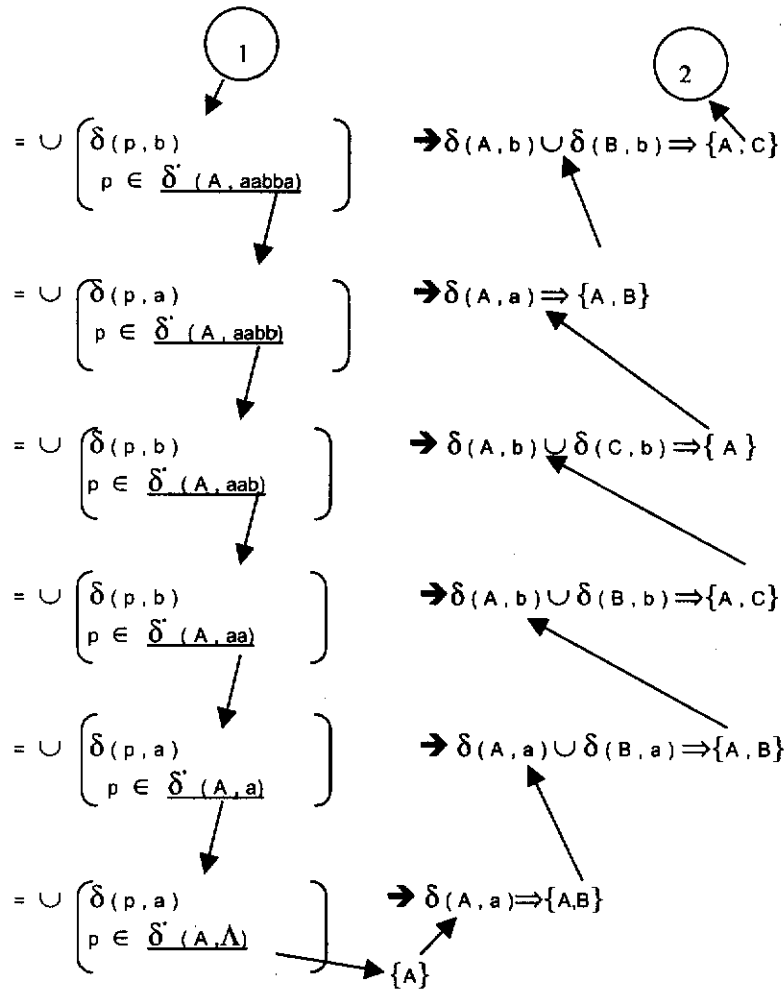 1
2
= ∪ ( δ(p,b) ➔ δ(A,b) ∪ δ(B,b) ⇒ {A,C}
p ∈ δ* (A,aabba) )
= ∪ ( δ(p,a) ➔ δ(A,a) ⇒ {A,B}
p ∈ δ* (A,aabb) )
= ∪ ( δ(p,b) ➔ δ(A,b) ∪ δ(C,b) ⇒ {A}
p ∈ δ* (A,aab) )
= ∪ ( δ(p,b) ➔ δ(A,b) ∪ δ(B,b) ⇒ {A,C}
p ∈ δ* (A,aa) )
= ∪ ( δ(p,a) ➔ δ(A,a) ∪ δ(B,a) ⇒ {A,B}
p ∈ δ* (A,a) )
= ∪ ( δ(p,a) ➔ δ(A,a) ⇒ {A,B}
p ∈ δ* (A,Λ) )
{A}